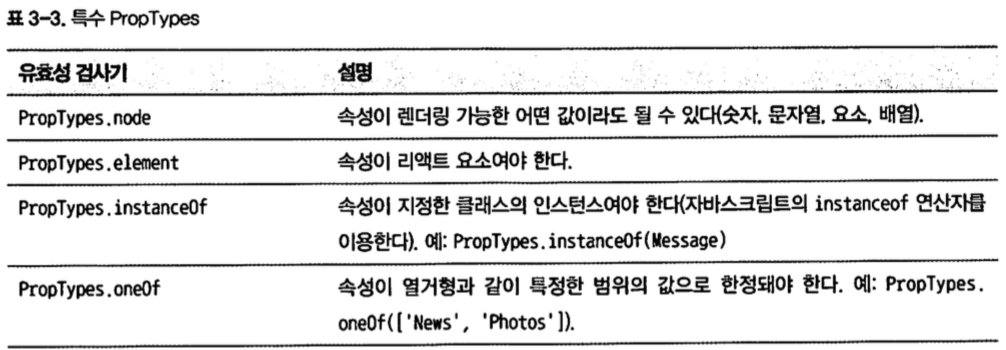 표 3-3. 특수 PropTypes
유효성 검사기 설명
PropTypes.node 속성이 렌더링 가능한 어떤 값이라도 될 수 있다(숫자, 문자열, 요소, 배열).
PropTypes.element 속성이 리액트 요소여야 한다.
PropTypes.instanceOf 속성이 지정한 클래스의 인스턴스여야 한다(자바스크립트의 instanceof 연산자를
이용한다). 예: PropTypes.instanceOf(Message)
PropTypes.oneOf 속성이 열거형과 같이 특정한 범위의 값으로 한정돼야 한다. 예: PropTypes.
oneOf(['News', 'Photos']).